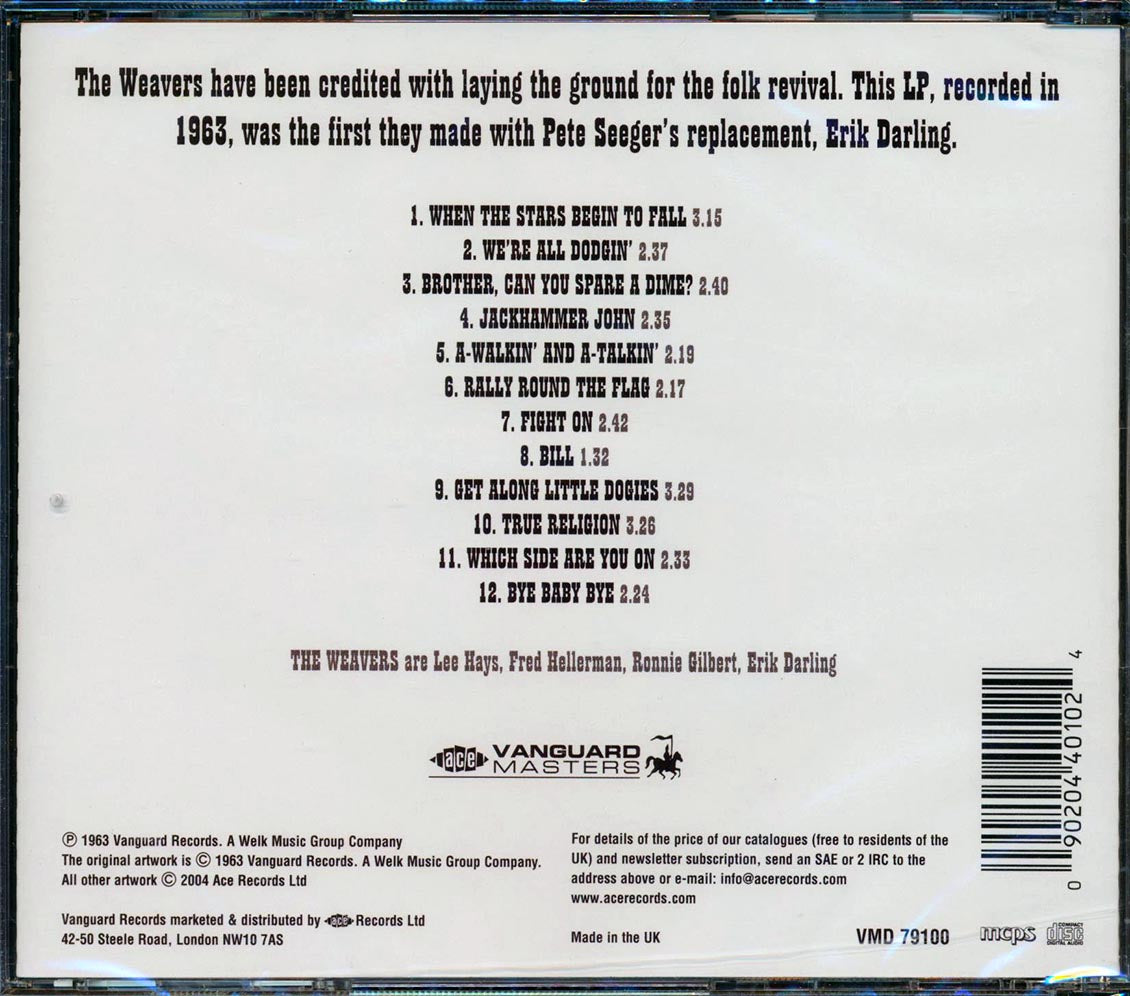 The Weavers have been credited with laying the ground for the folk revival. This LP, recorded in
1963, was the first they made with Pete Seeger's replacement, Erik Darling.
1. WHEN THE STARS BEGIN TO FALL 3.15
2. WE'RE ALL DODGIN' 2.37
3. BROTHER, CAN YOU SPARE A DIME? 2.40
4. JACKHAMMER JOHN 2.35
5. A-WALKIN' AND A-TALKIN' 2.19
6. RALLY ROUND THE FLAG 2.17
7. FIGHT ON 2.42
8. BILL 1.32
9. GET ALONG LITTLE DOGIES 3.29
10. TRUE RELIGION 3.26
11. WHICH SIDE ARE YOU ON 2.33
12. BYE BABY BYE 2.24
THE WEAVERS are Lee Hays, Fred Hellerman, Ronnie Gilbert, Erik Darling
ace VANGUARD
MASTERS
Ⓟ 1963 Vanguard Records. A Welk Music Group Company
The original artwork is © 1963 Vanguard Records. A Welk Music Group Company.
All other artwork © 2004 Ace Records Ltd
Vanguard Records marketed & distributed by ace Records Ltd
42-50 Steele Road, London NW10 7AS
For details of the price of our catalogues (free to residents of the
UK) and newsletter subscription, send an SAE or 2 IRC to the
address above or e-mail: info@acerecords.com
www.acerecords.com
Made in the UK
VMD 79100
mcps
COMPACT
disc
DIGITAL AUDIO
0 90204 40102 4